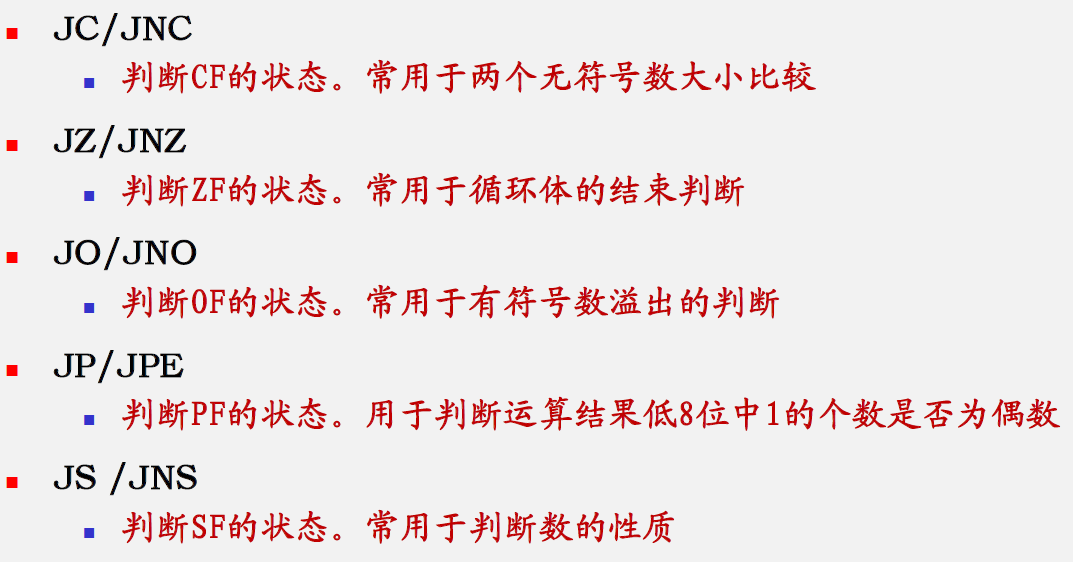 JC/JNC
判断CF的状态。常用于两个无符号数大小比较
JZ/JNZ
判断ZF的状态。常用于循环体的结束判断
JO/JNO
判断OF的状态。常用于有符号数溢出的判断
JP/JPE
判断PF的状态。用于判断运算结果低8位中1的个数是否为偶数
JS /JNS
判断SF的状态。常用于判断数的性质